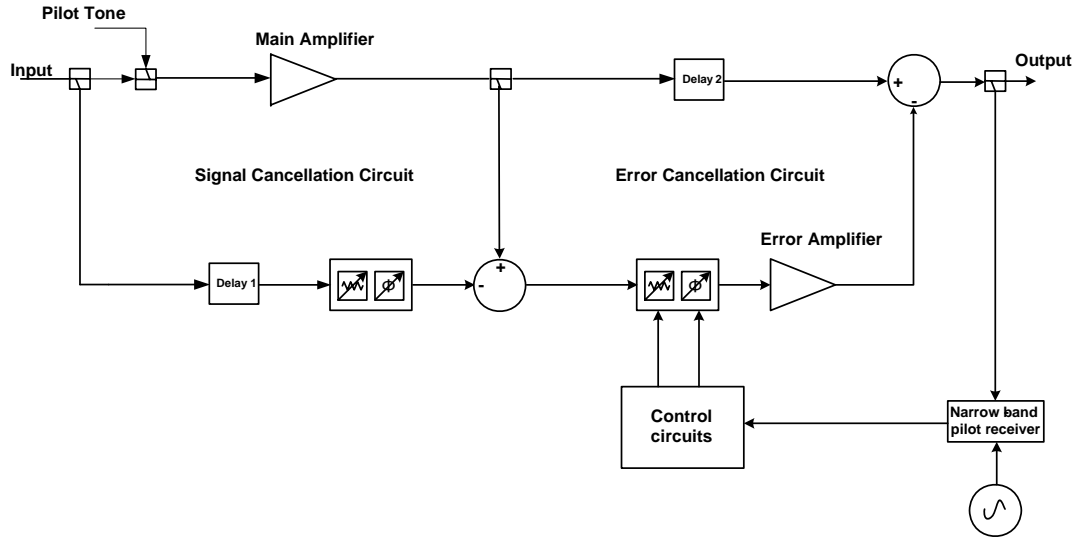 Pilot Tone
Main Amplifier
Input
Output
Delay 2
+
-
Signal Cancellation Circuit
Error Cancellation Circuit
Error Amplifier
+
-
Delay 1
ϕ
ϕ
Control
circuits
Narrow band
pilot receiver